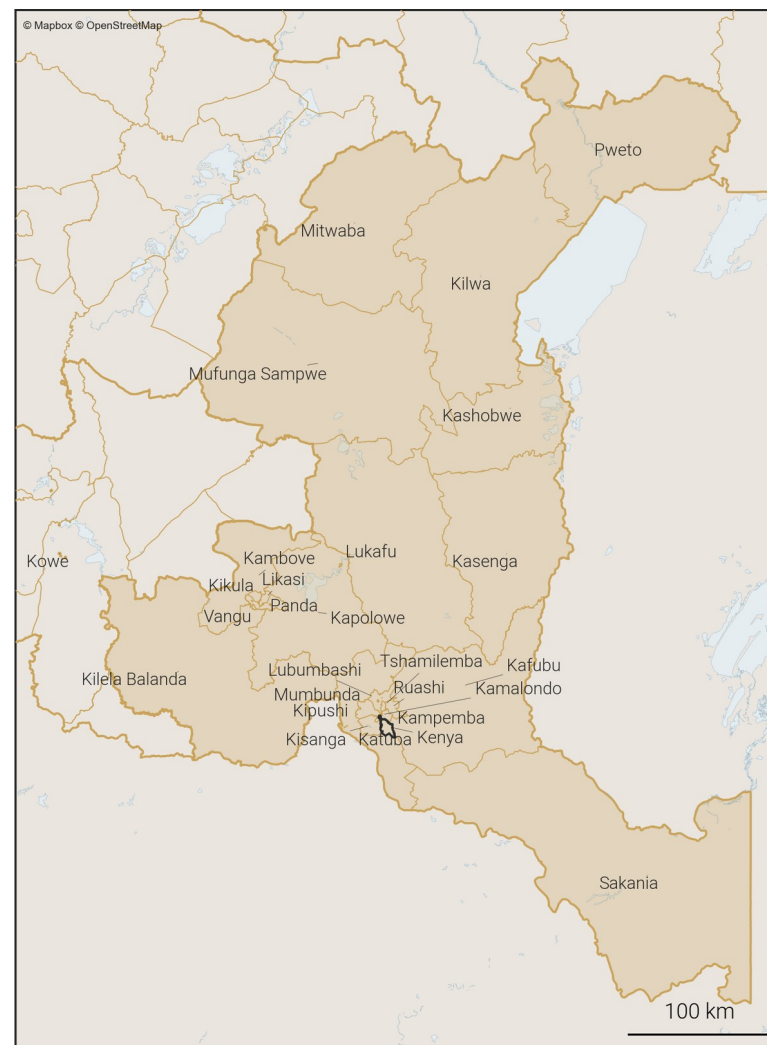 © Mapbox © OpenStreetMap
Pweto
Mitwaba
Kilwa
Mufunga Sampwe
Kashobwe
Lukafu
Kambove
Kowe
Kasenga
Likasi
Kikula
Panda
Vangu
Kapolowe
Tshamilemba
Kafubu
Lubumbashi
Kilela Balanda
Ruashi
Kamalondo
Mumbunda
Kipushi
Kampemba
Kisanga
Katuba
Kenya
Sakania
100 km